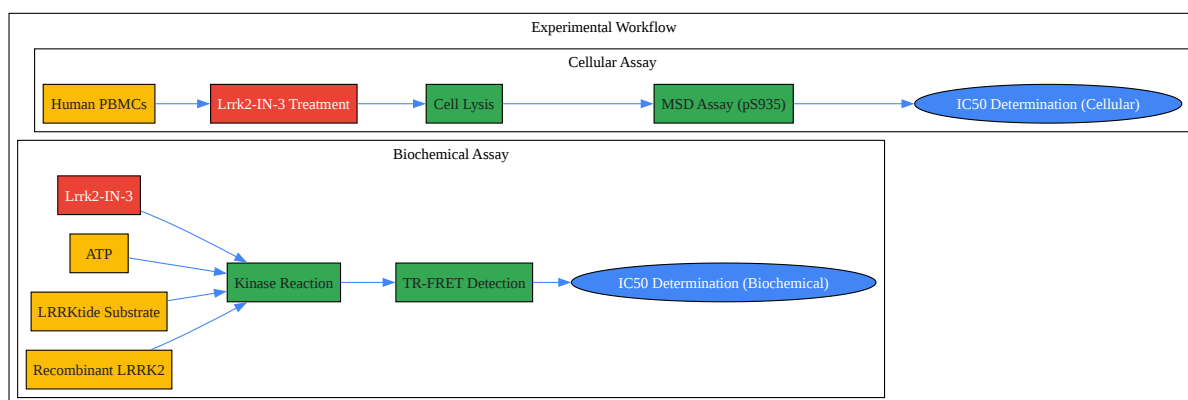 Experimental Workflow
Cellular Assay
Human PBMCs
Lrrk2-IN-3 Treatment
Cell Lysis
MSD Assay (pS935)
IC50 Determination (Cellular)
Biochemical Assay
Lrrk2-IN-3
ATP
LRRKtide Substrate
Recombinant LRRK2
Kinase Reaction
TR-FRET Detection
IC50 Determination (Biochemical)